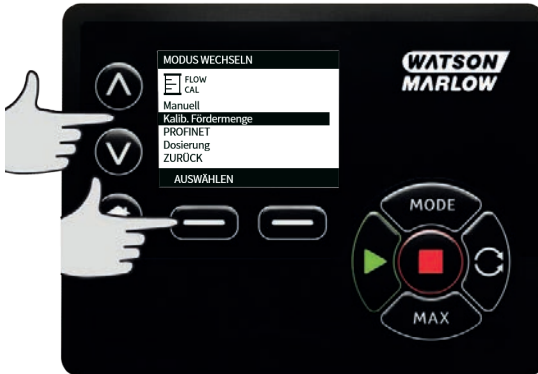 MODUS WECHSELN
FLOW
CAL
Manuell
Kalib. Fördermenge
PROFINET
Dosierung
ZURÜCK
AUSWÄHLEN
WATSON
MARLOW
MODE
MAX